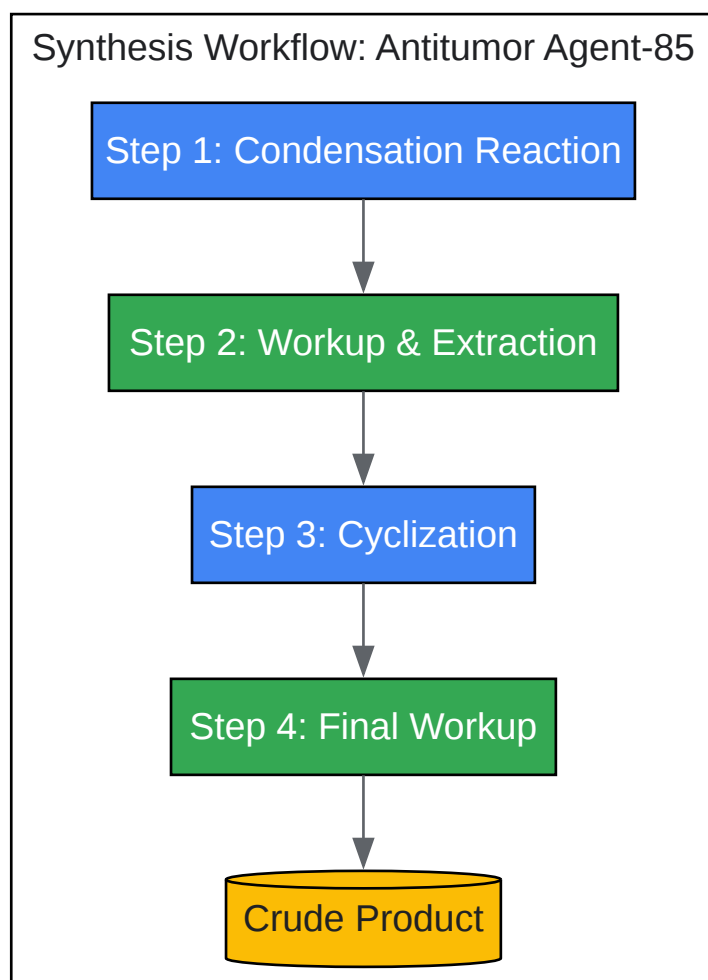 Synthesis Workflow: Antitumor Agent-85
Step 1: Condensation Reaction
Step 2: Workup & Extraction
Step 3: Cyclization
Step 4: Final Workup
Crude Product